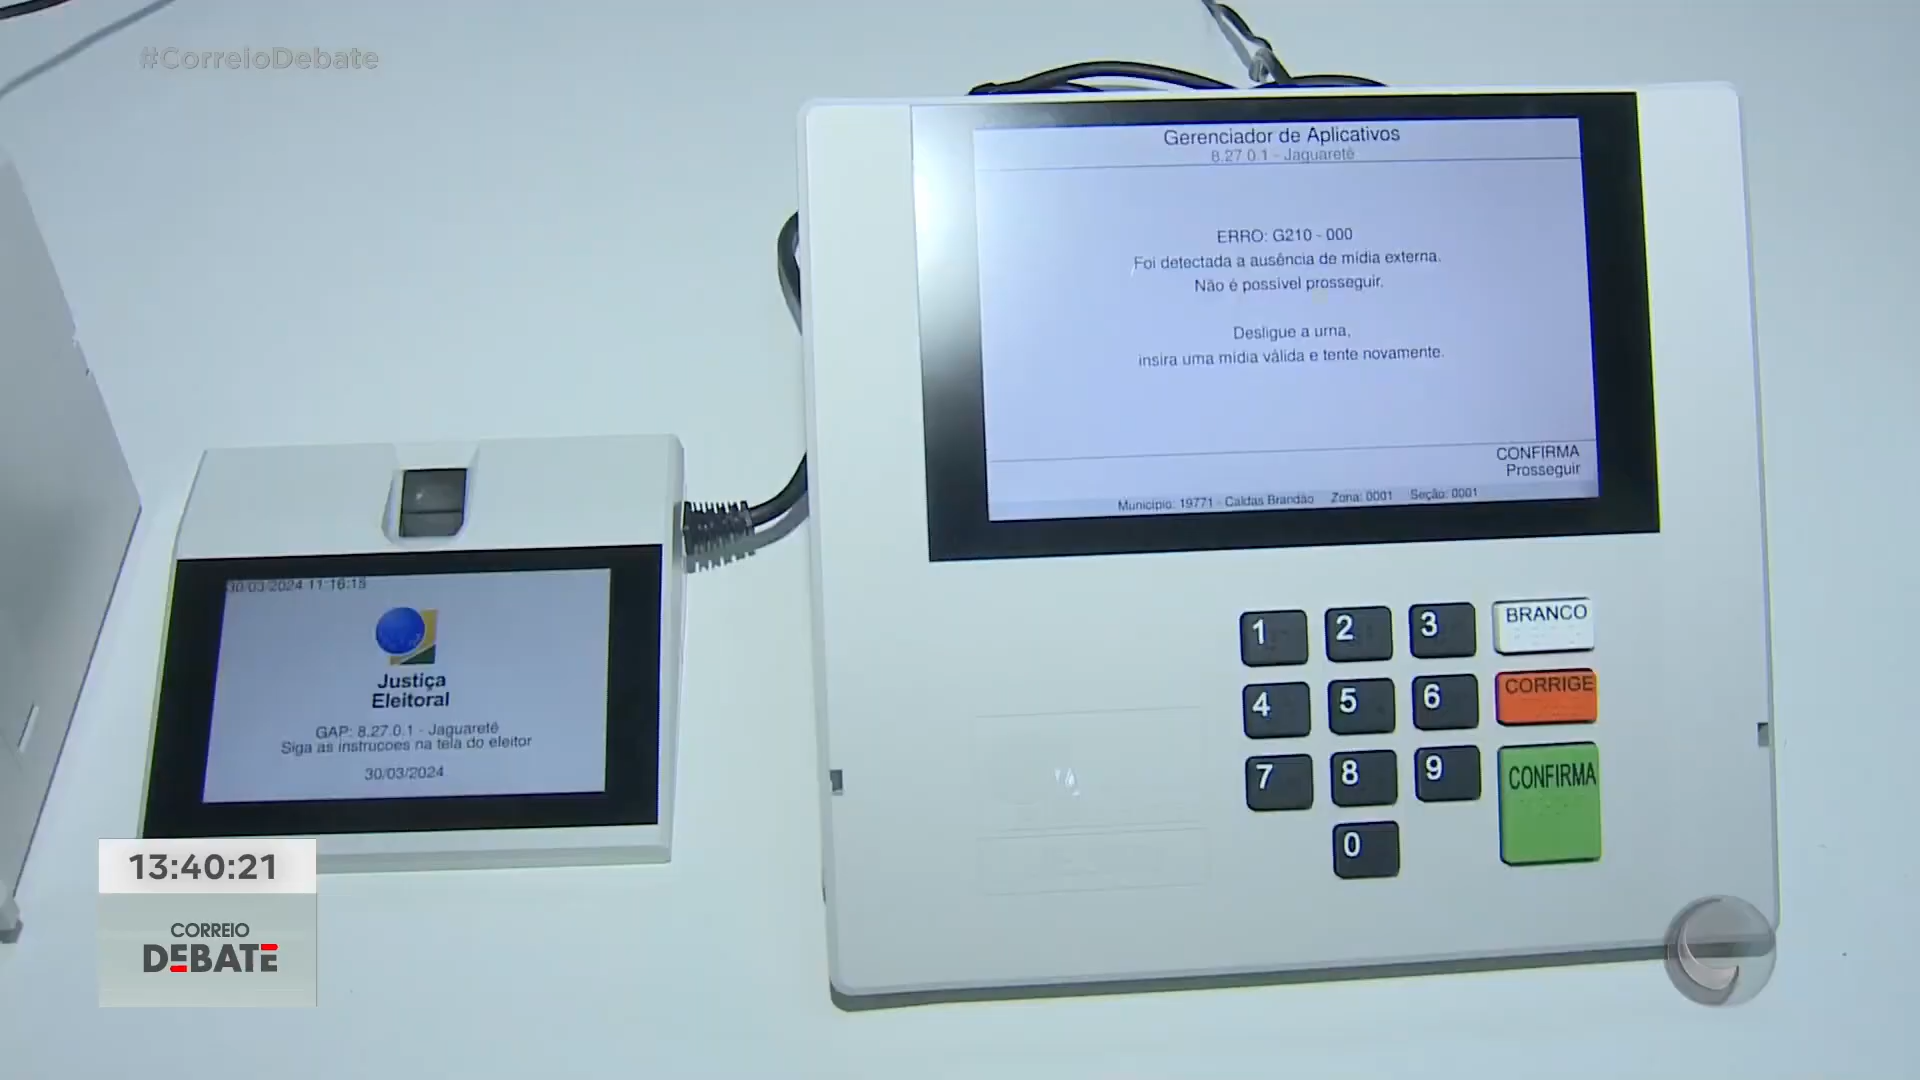 #CorreioDebate
Gerenciador de Aplicativos
8.27.0.1 - Jaguaretê
ERRO: G210 - 000
Foi detectada a ausência de mídia externa.
Não é possível prosseguir.
Desligue a urna,
insira uma mídia válida e tente novamente.
CONFIRMA
Prosseguir
Município: 19771 - Caldas Brandão Zona: 0001 Seção: 0001
30/03/2024 11:16:18
Justiça
Eleitoral
GAP: 8.27.0.1 - Jaguaretê
Siga as instruções na tela do eleitor
30/03/2024
1 2 3 BRANCO
4 5 6 CORRIGE
7 8 9 CONFIRMA
0
13:40:21
CORREIO
DEBATE